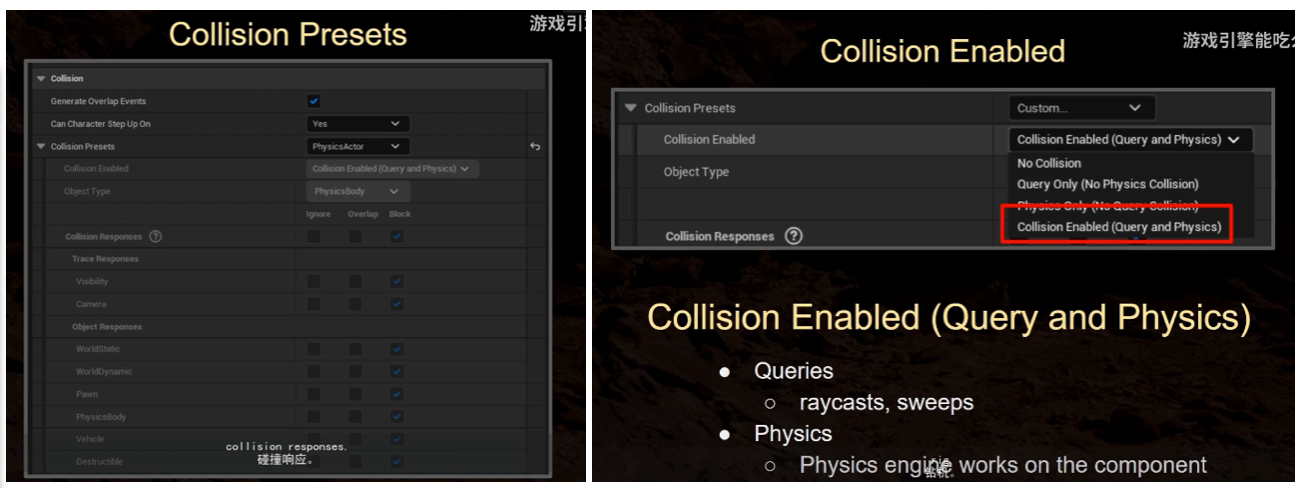 Collision Presets
游戏引
Collision
Generate Overlap Events
Can Character Step Up On Yes
Collision Presets PhysicsActor
Collision Enabled Collision Enabled (Query and Physics)
Object Type PhysicsBody
Ignore Overlap Block
Collision Responses ?
Trace Responses
Visibility
Camera
Object Responses
WorldStatic
WorldDynamic
Pawn
PhysicsBody
Vehicle
Destructible
collision responses.
碰撞响应。
Collision Enabled
游戏引擎能吃
Collision Presets Custom...
Collision Enabled Collision Enabled (Query and Physics)
No Collision
Object Type
Query Only (No Physics Collision)
Physics Only (No Query Collision)
Collision Enabled (Query and Physics)
Collision Responses ?
Collision Enabled (Query and Physics)
● Queries
○ raycasts, sweeps
● Physics
○ Physics engine works on the component